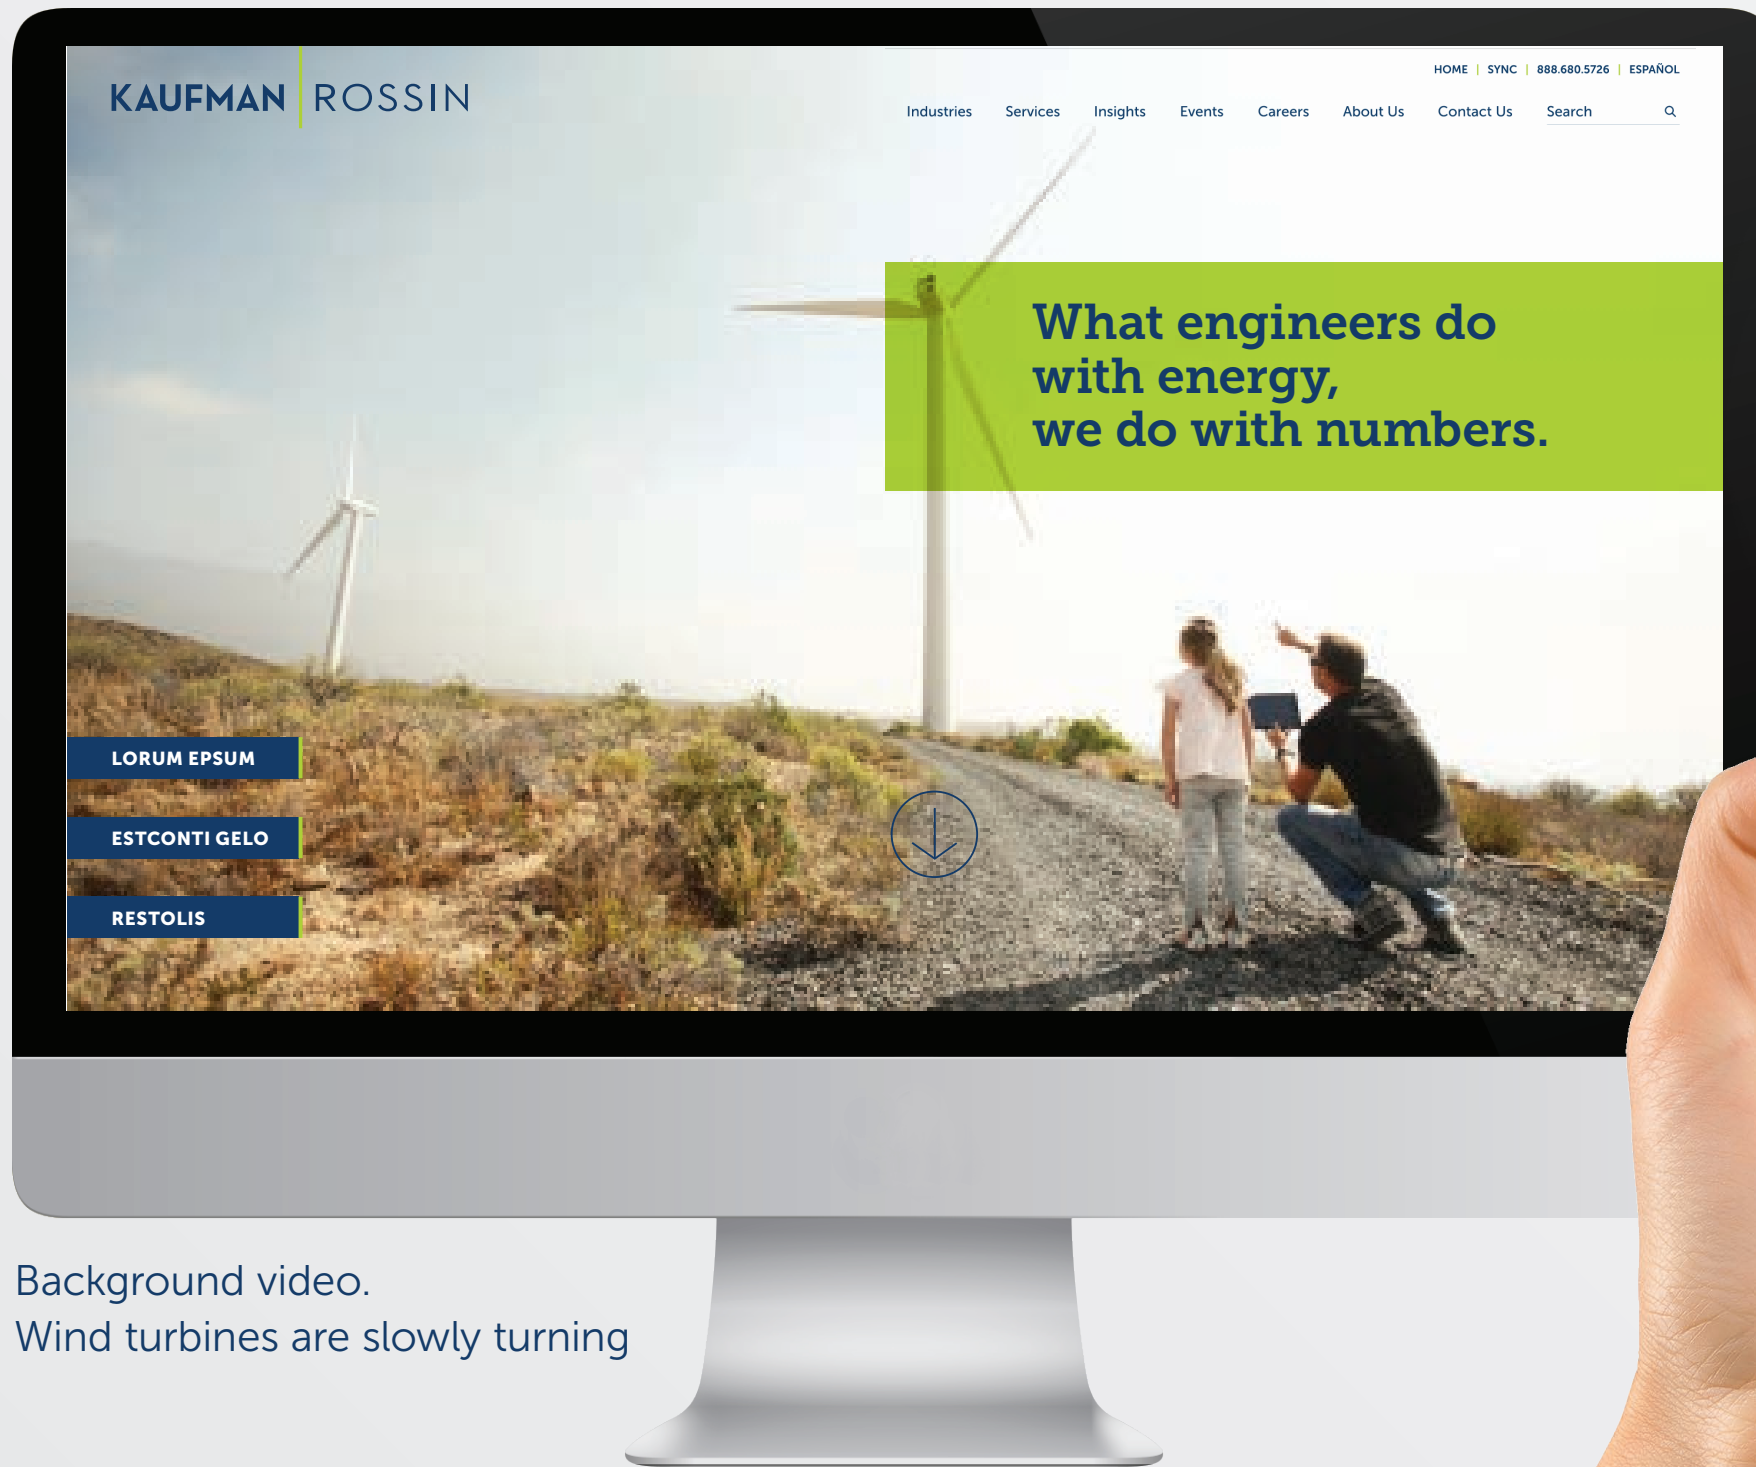 KAUFMAN ROSSIN
HOME | SYNC | 888.680.5726 | ESPAÑOL
Industries Services Insights Events Careers About Us Contact Us Search
What engineers do
with energy,
we do with numbers.
LORUM EPSUM
ESTCONTI GELO
RESTOLIS
Background video.
Wind turbines are slowly turning